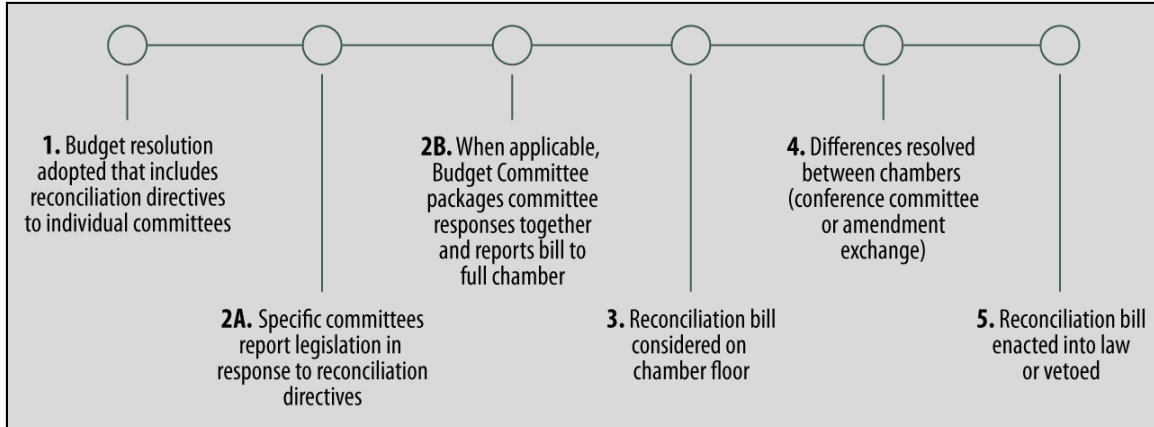 1. Budget resolution
adopted that includes
reconciliation directives
to individual committees
2A. Specific committees
report legislation in
response to reconciliation
directives
2B. When applicable,
Budget Committee
packages committee
responses together
and reports bill to
full chamber
3. Reconciliation bill
considered on
chamber floor
4. Differences resolved
between chambers
(conference committee
or amendment
exchange)
5. Reconciliation bill
enacted into law
or vetoed